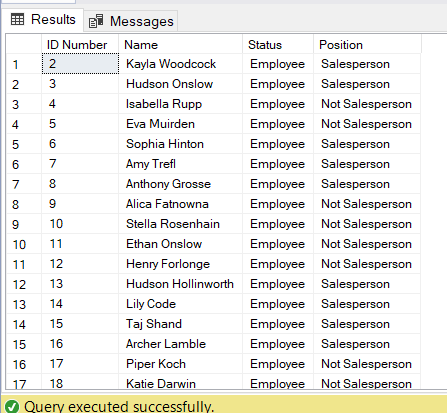 Results Messages
ID Number Name Status Position
1 2 Kayla Woodcock Employee Salesperson
2 3 Hudson Onslow Employee Salesperson
3 4 Isabella Rupp Employee Not Salesperson
4 5 Eva Muirden Employee Not Salesperson
5 6 Sophia Hinton Employee Salesperson
6 7 Amy Trefl Employee Salesperson
7 8 Anthony Grosse Employee Salesperson
8 9 Alica Fatnowna Employee Not Salesperson
9 10 Stella Rosenhain Employee Not Salesperson
10 11 Ethan Onslow Employee Not Salesperson
11 12 Henry Forlonge Employee Not Salesperson
12 13 Hudson Hollinworth Employee Salesperson
13 14 Lily Code Employee Salesperson
14 15 Taj Shand Employee Salesperson
15 16 Archer Lamble Employee Salesperson
16 17 Piper Koch Employee Not Salesperson
17 18 Katie Darwin Employee Not Salesperson
Query executed successfully.